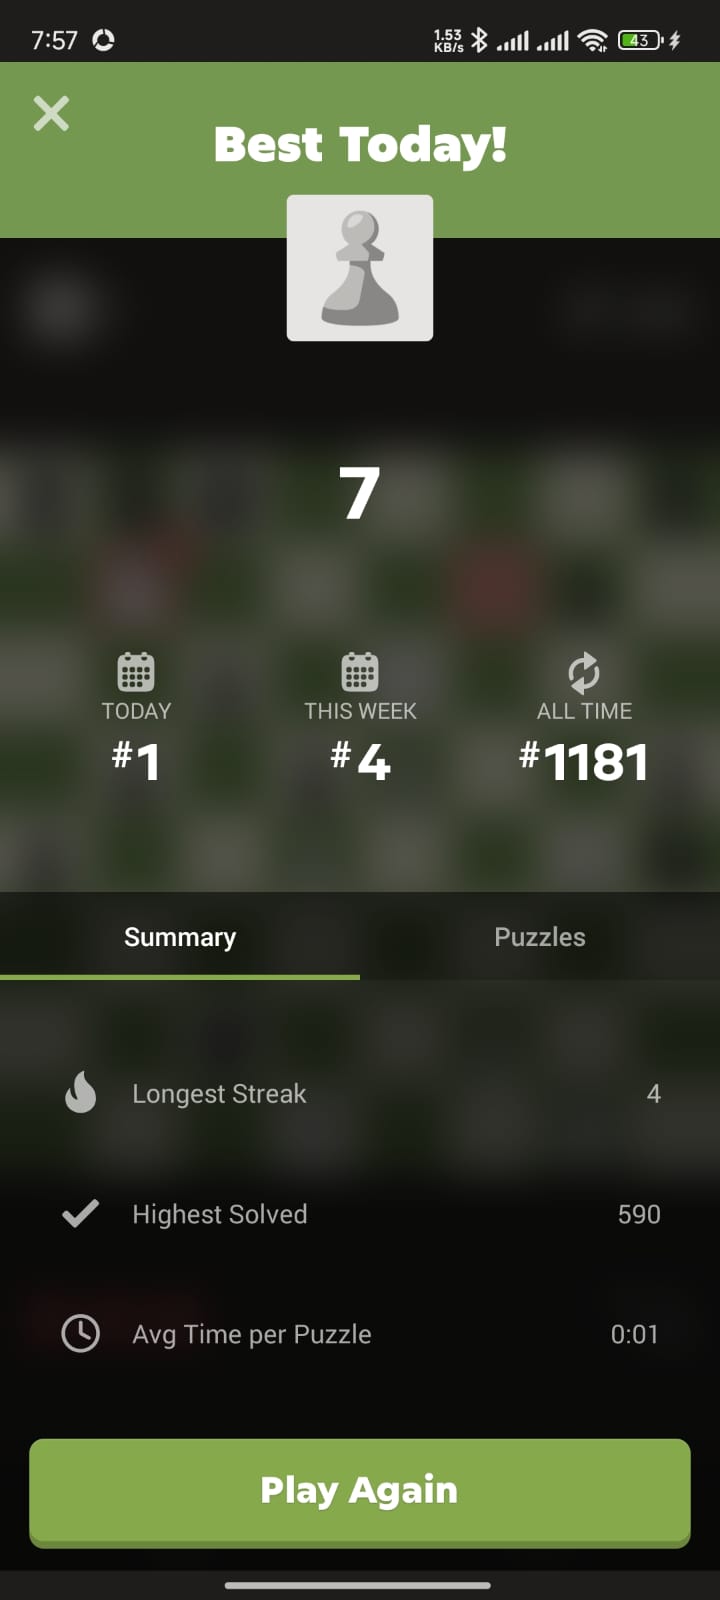 7:57
1.53
KB/s
43
Best Today!
7
TODAY
THIS WEEK
ALL TIME
#1
#4
#1181
Summary
Puzzles
Longest Streak
4
Highest Solved
590
Avg Time per Puzzle
0:01
Play Again